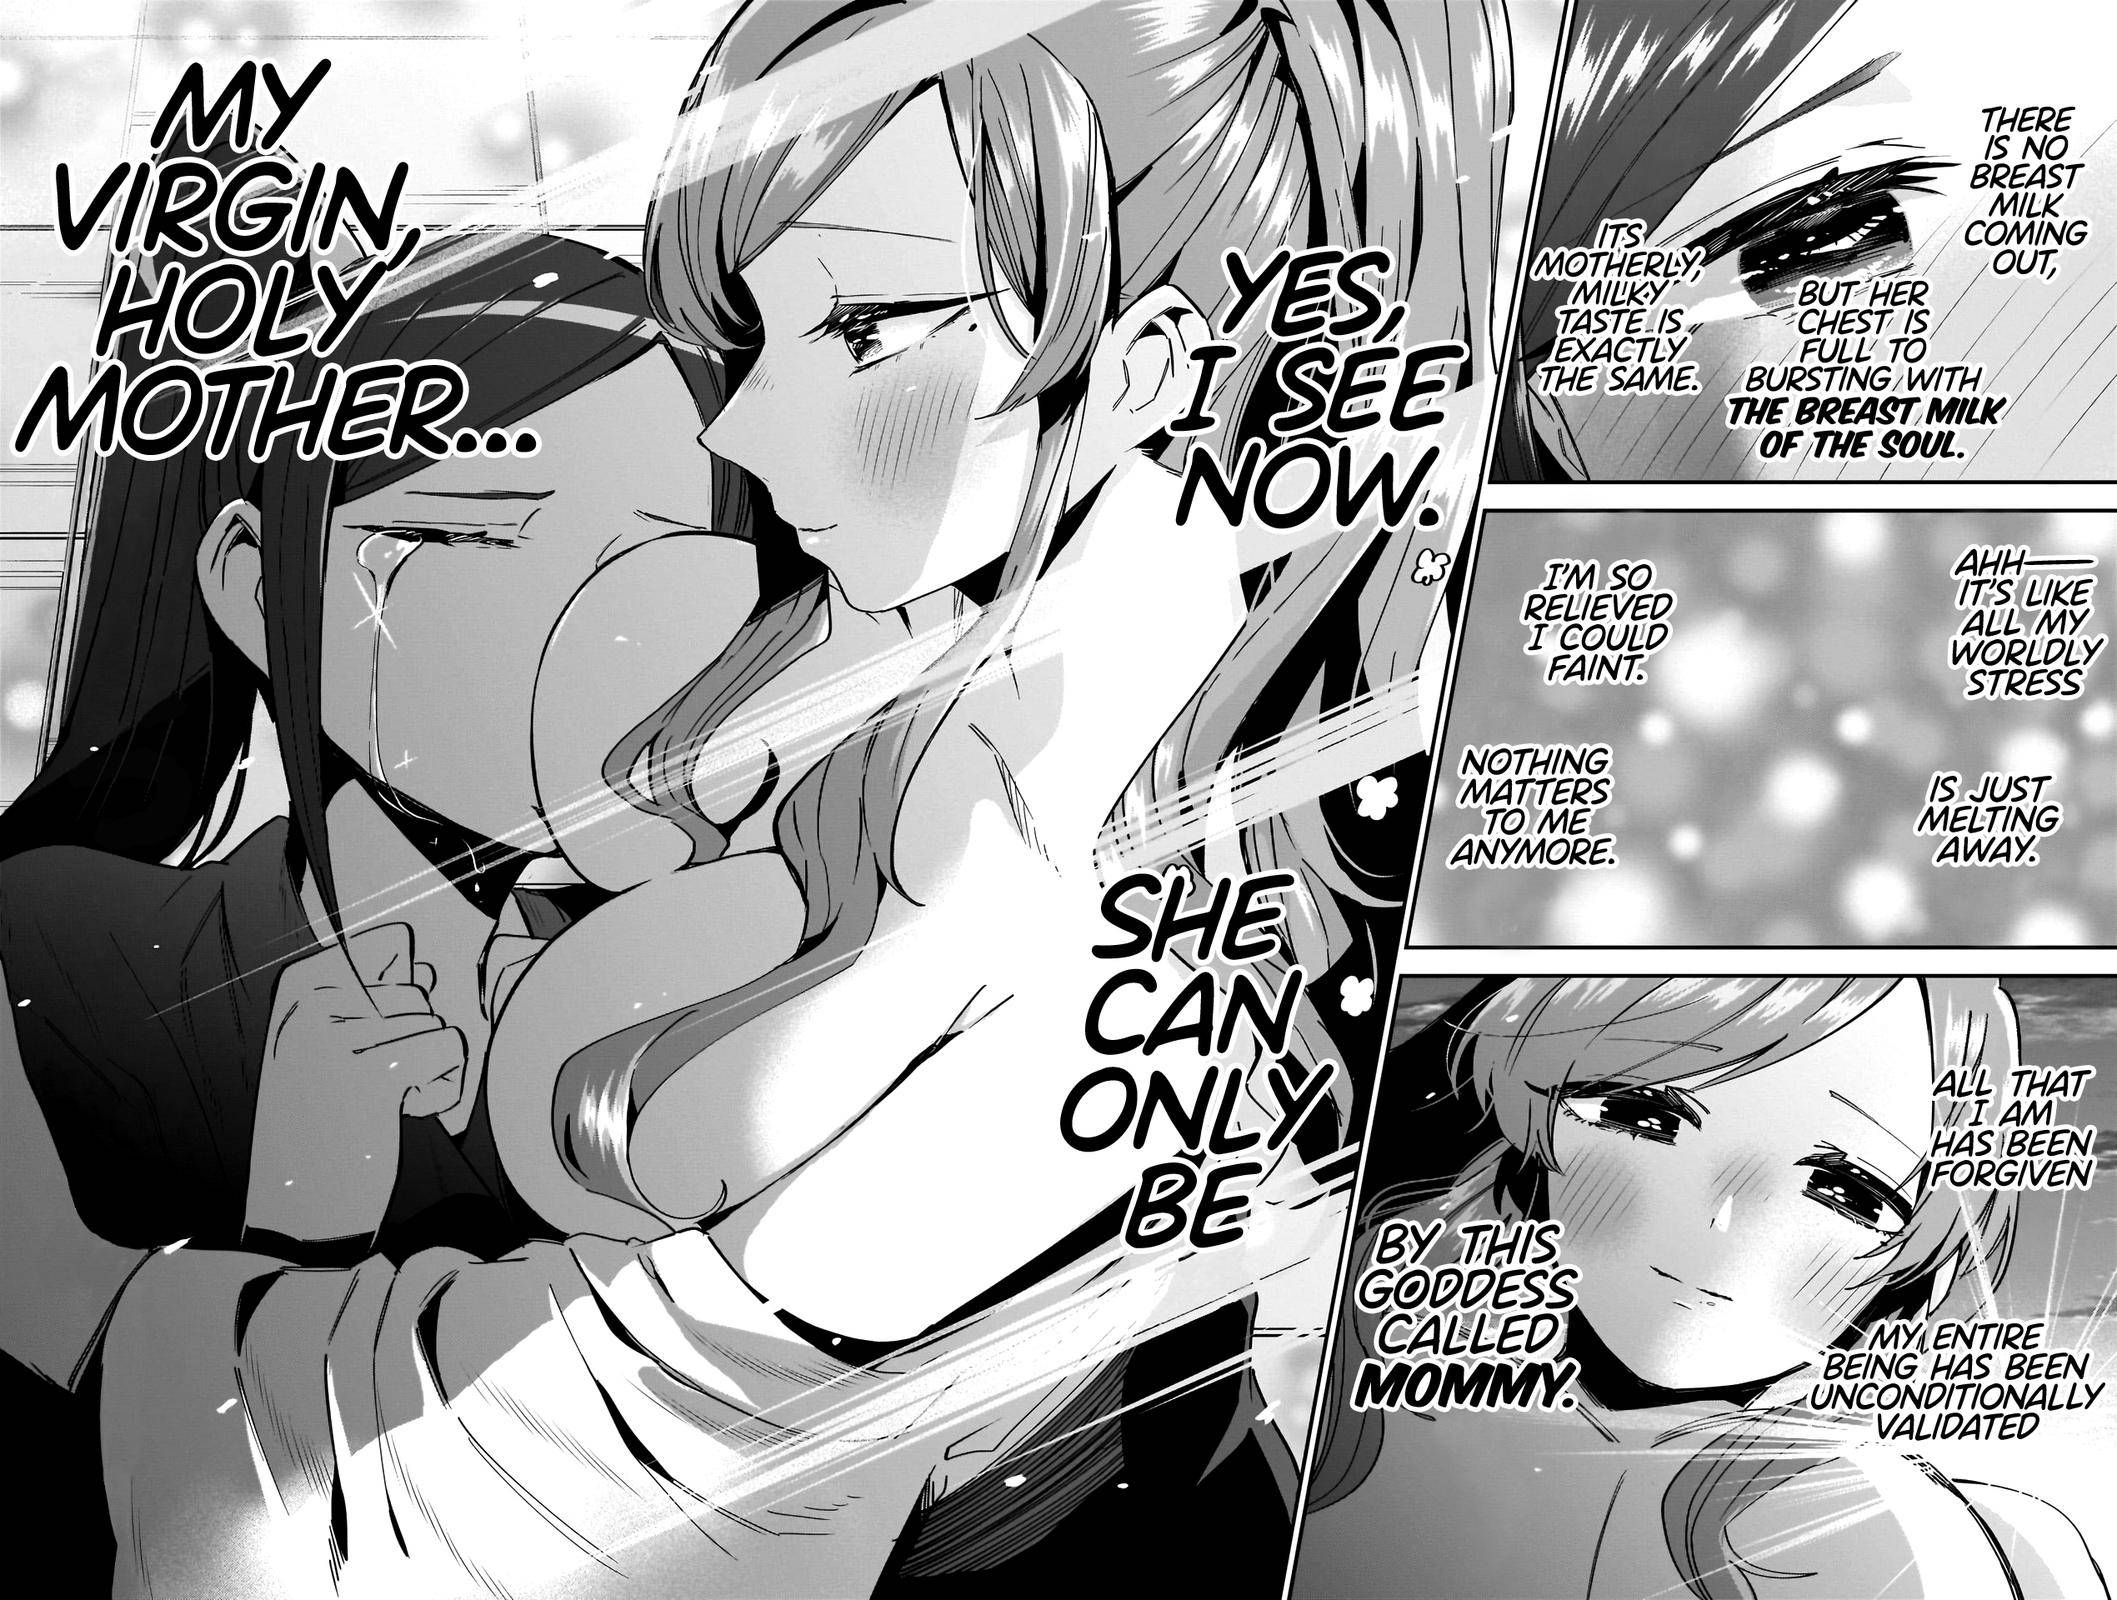 THERE
IS NO
BREAST
MILK
COMING
OUT,
BUT HER
CHEST IS
FULL TO
BURSTING WITH
THE BREAST MILK
OF THE SOUL.
ITS
MOTHERLY,
MILKY
TASTE IS
EXACTLY
THE SAME.
AHH——
IT'S LIKE
ALL MY
WORLDLY
STRESS
IS JUST
MELTING
AWAY.
I'M SO
RELIEVED
I COULD
FAINT.
NOTHING
MATTERS
TO ME
ANYMORE.
ALL THAT
I AM
HAS BEEN
FORGIVEN
MY ENTIRE
BEING HAS BEEN
UNCONDITIONALLY
VALIDATED
BY THIS
GODDESS
CALLED
MOMMY.
YES,
I SEE
NOW.
SHE
CAN
ONLY
BE
MY
VIRGIN,
HOLY
MOTHER...